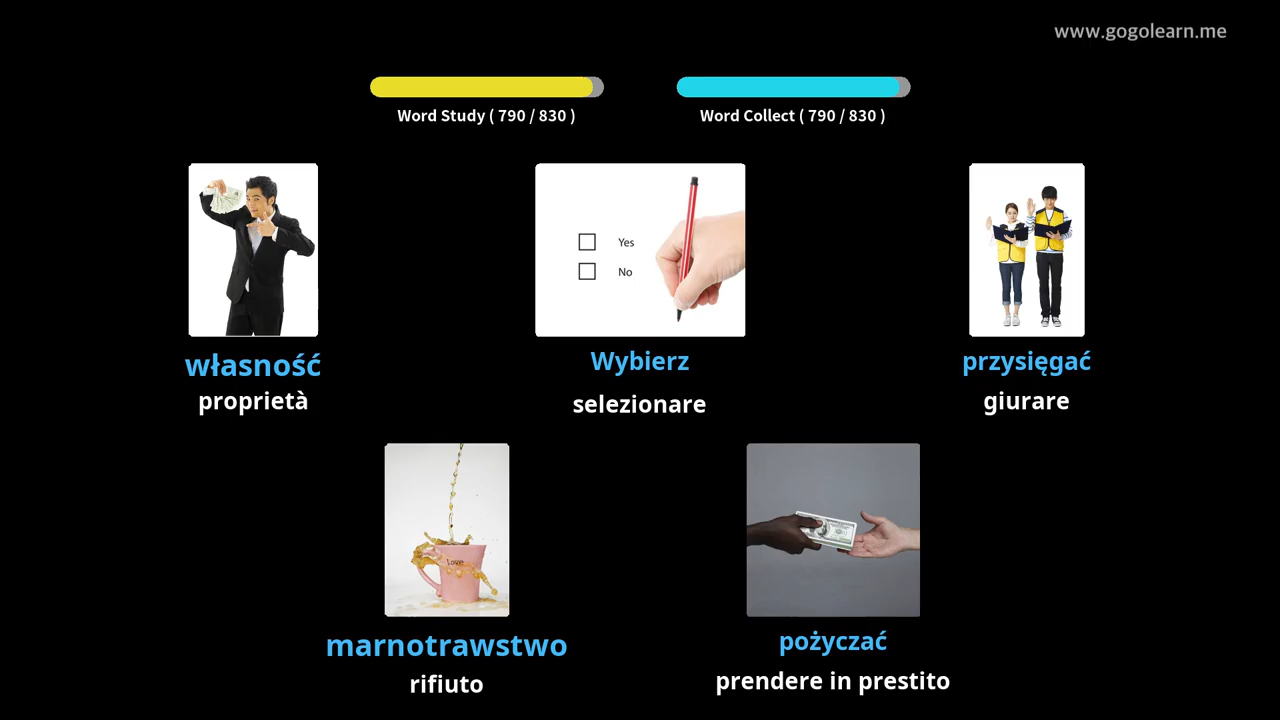 www.gogolearn.me
Word Study ( 790 / 830 )
Word Collect ( 790 / 830 )
Yes
No
własność
proprietà
Wybierz
selezionare
przysięgać
giurare
Love
marnotrawstwo
rifiuto
pożyczać
prendere in prestito